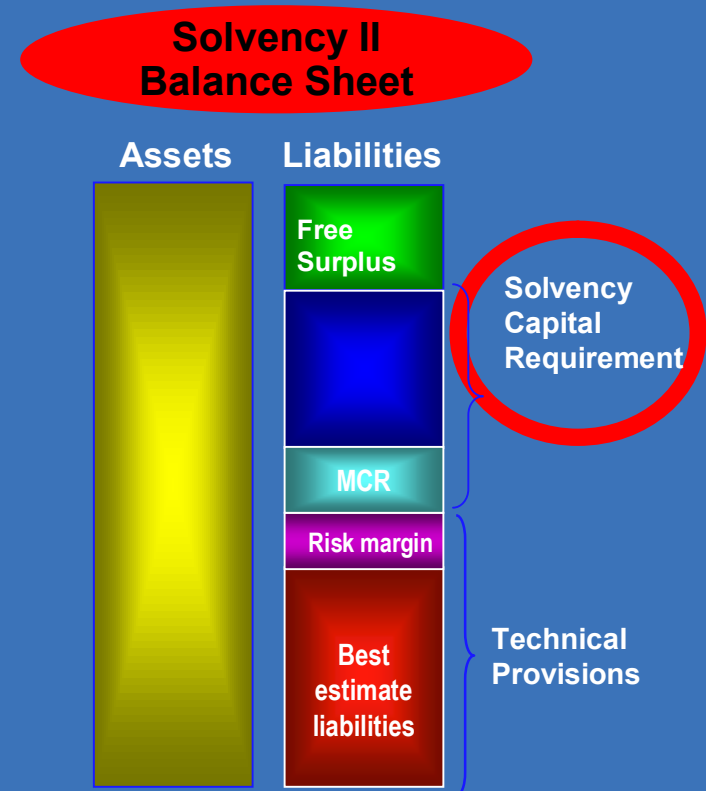 Solvency II
Balance Sheet
Assets
Liabilities
Free
Surplus
Solvency
Capital
Requirement
MCR
Risk margin
Technical
Provisions
Best
estimate
liabilities